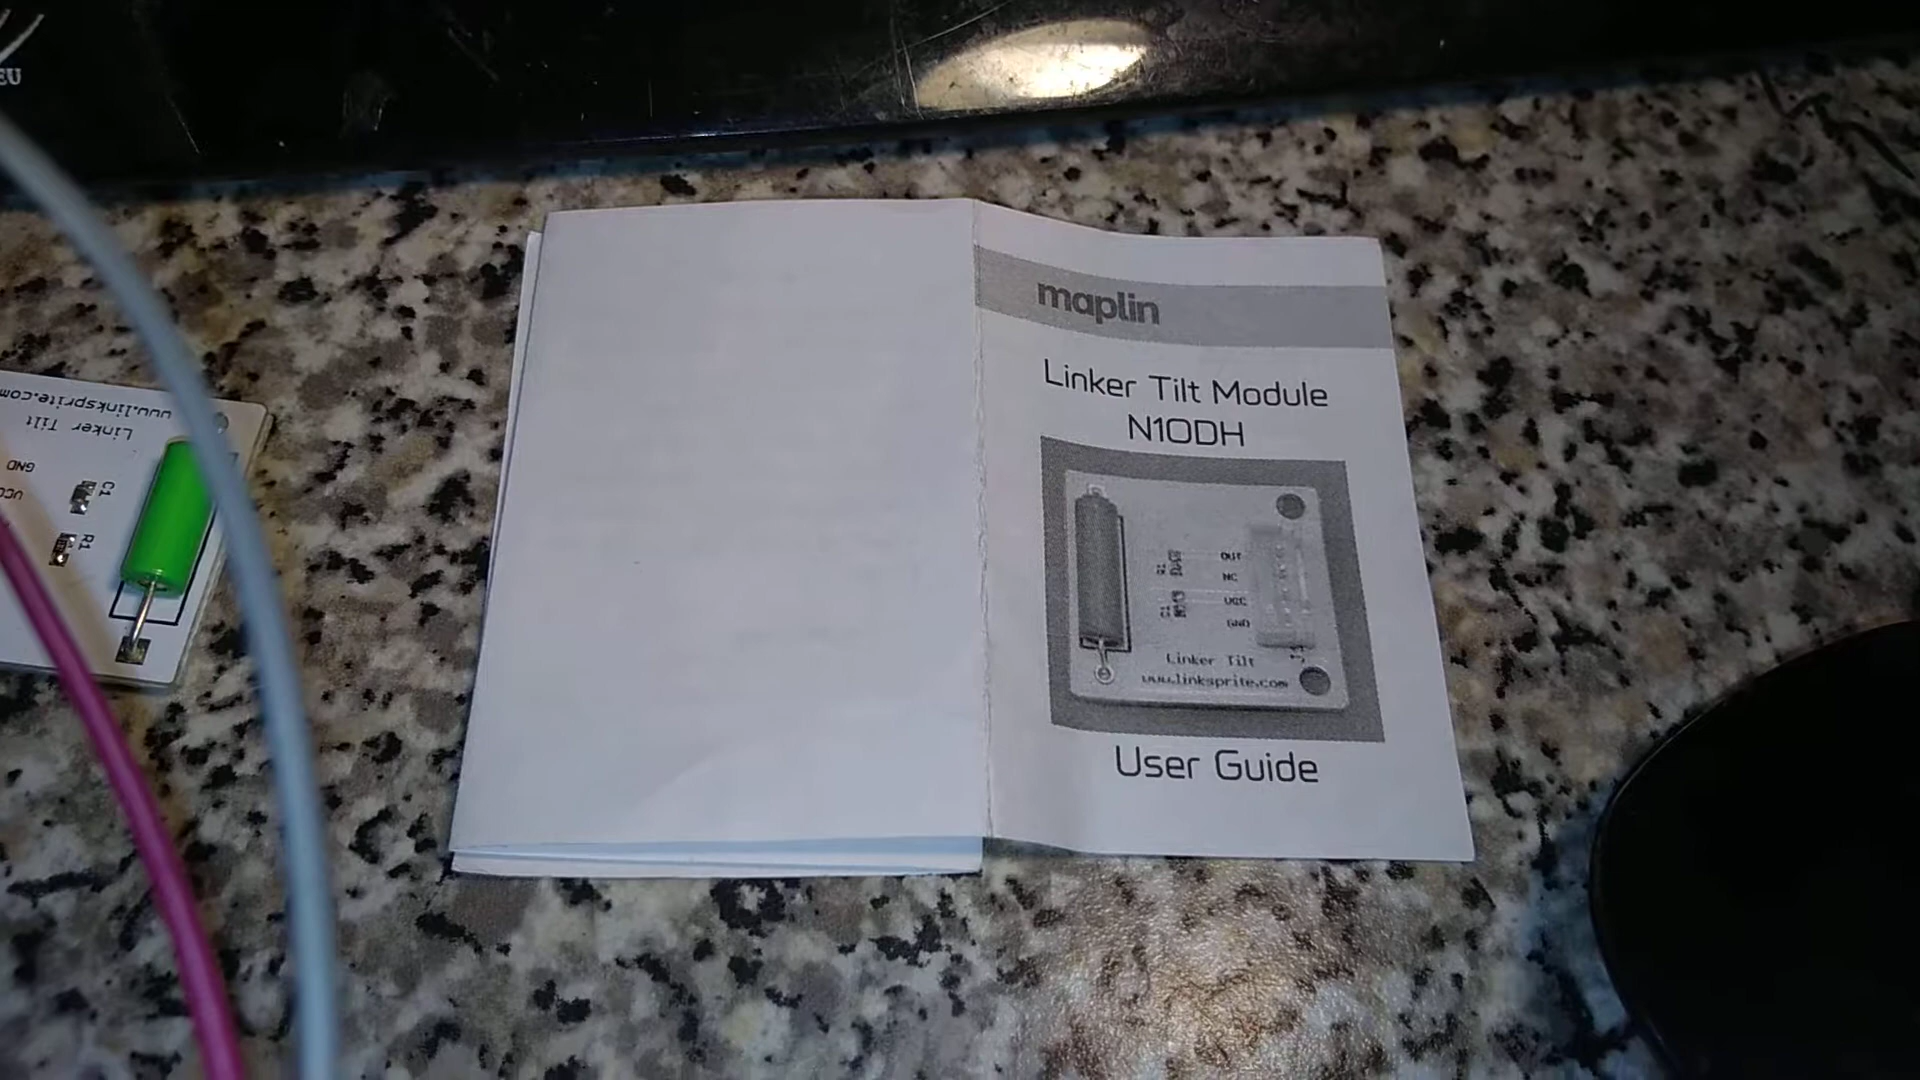 EU
www.linksprite.com
Linker Tilt
GND
C1
R1
maplin
Linker Tilt Module
N10DH
OUT
NC
VCC
GND
Linker Tilt
www.linksprite.com
User Guide